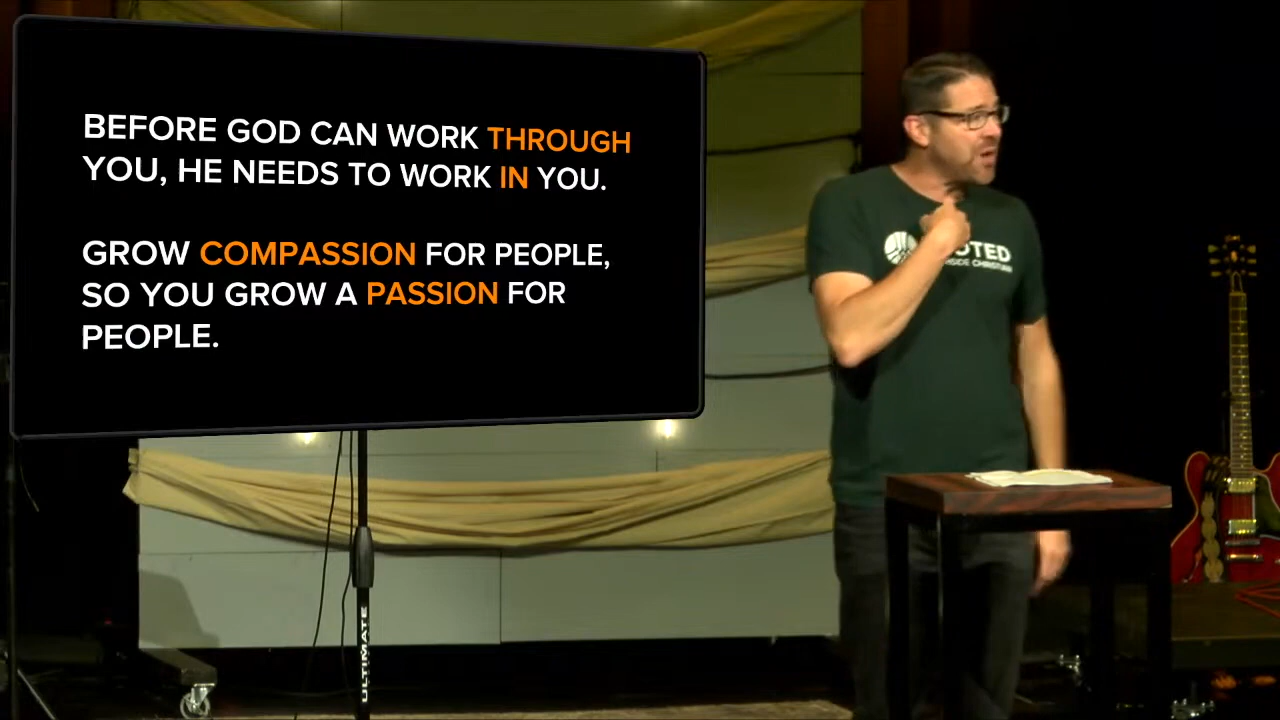 BEFORE GOD CAN WORK THROUGH
YOU, HE NEEDS TO WORK IN YOU.
GROW COMPASSION FOR PEOPLE,
SO YOU GROW A PASSION FOR
PEOPLE.
CHRISTIAN
ULTIMATE